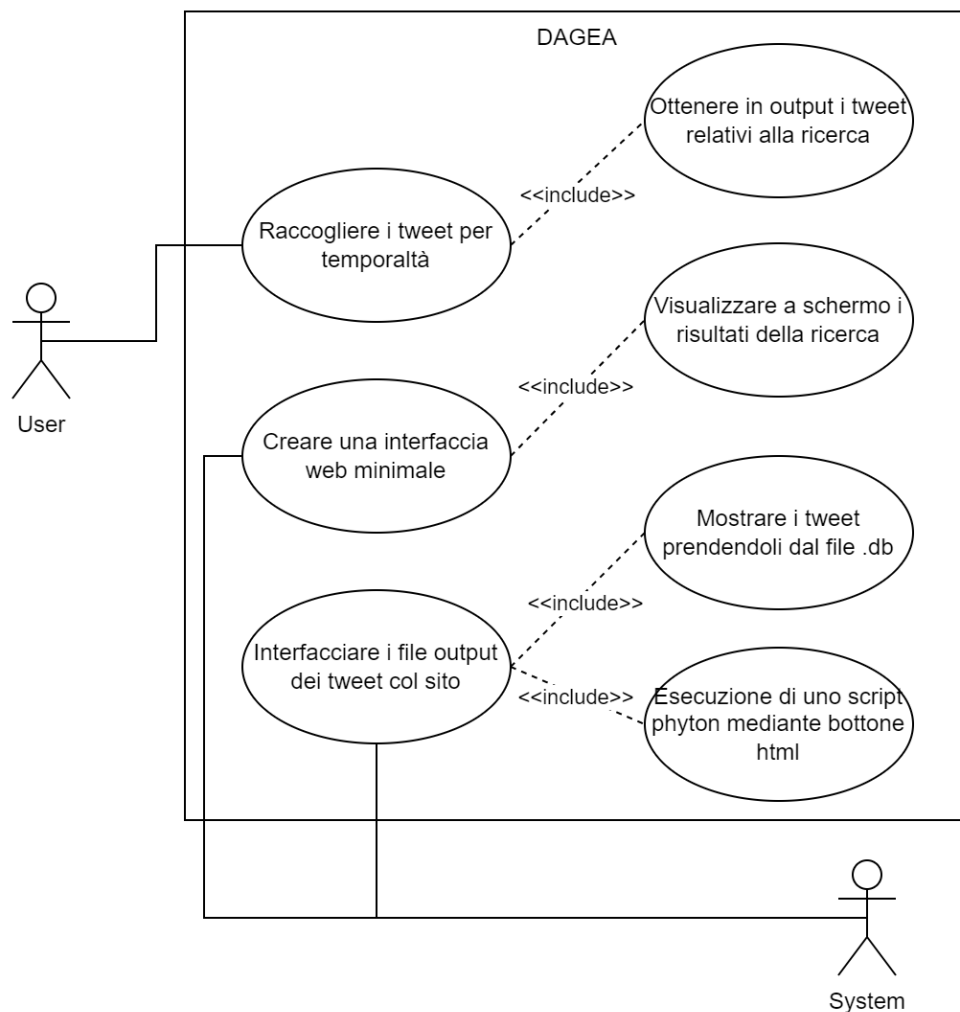 DAGEA
Ottenere in output i tweet
relativi alla ricerca
<<include>>
Raccogliere i tweet per
temporaltà
Visualizzare a schermo i
risultati della ricerca
<<include>>
User
Creare una interfaccia
web minimale
Mostrare i tweet
prendendoli dal file .db
<<include>>
Interfacciare i file output
dei tweet col sito
<<include>>
Esecuzione di uno script
phyton mediante bottone
html
System